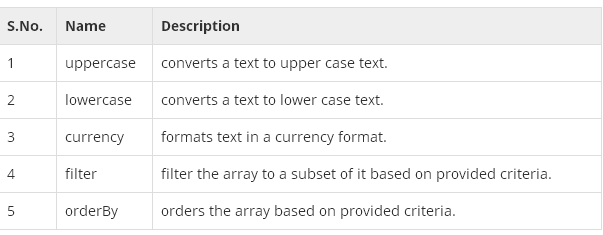 S.No. Name Description
1 uppercase converts a text to upper case text.
2 lowercase converts a text to lower case text.
3 currency formats text in a currency format.
4 filter filter the array to a subset of it based on provided criteria.
5 orderBy orders the array based on provided criteria.